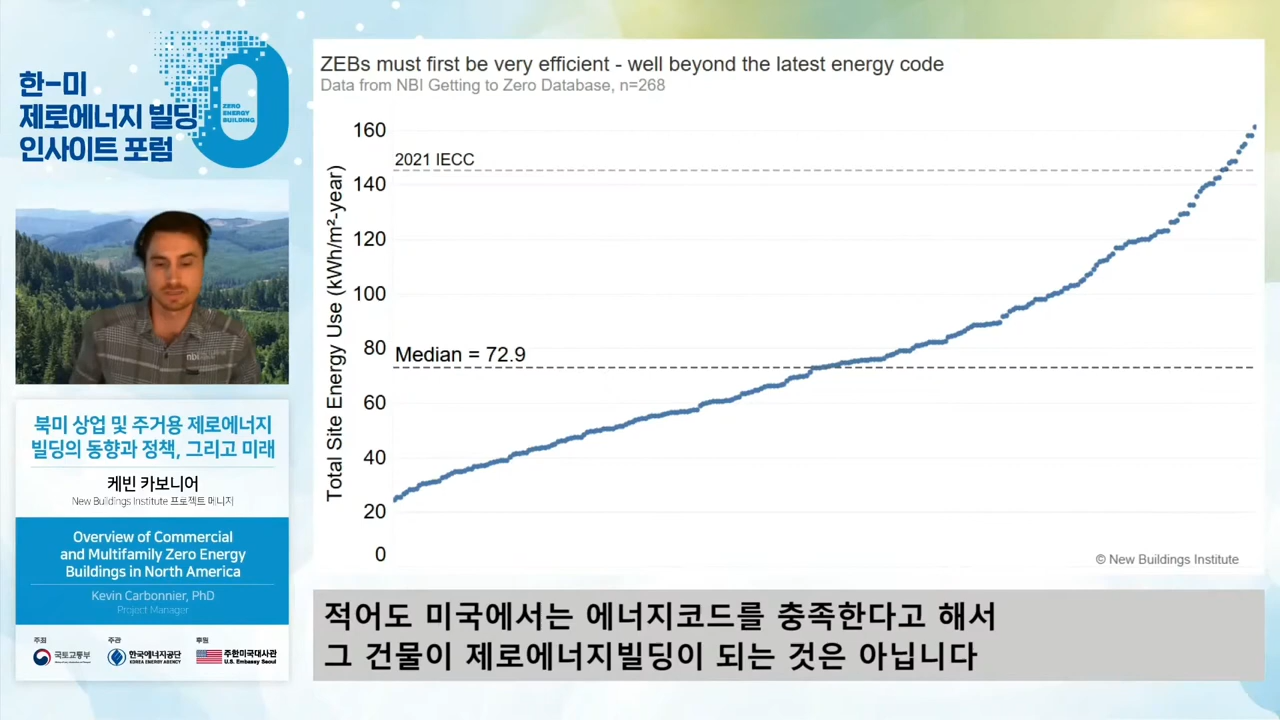 한-미
제로에너지 빌딩
인사이트 포럼
ZERO
ENERGY
BUILDING
nbi
북미 상업 및 주거용 제로에너지
빌딩의 동향과 정책, 그리고 미래
케빈 카보니어
New Buildings Institute 프로젝트 매니저
Overview of Commercial
and Multifamily Zero Energy
Buildings in North America
Kevin Carbonnier, PhD
Project Manager
주최
주관
후원
국토교통부
한국에너지공단
KOREA ENERGY AGENCY
주한미국대사관
U.S. Embassy Seoul
ZEBs must first be very efficient - well beyond the latest energy code
Data from NBI Getting to Zero Database, n=268
Total Site Energy Use (kWh/m²-year)
160
2021 IECC
140
120
100
80
Median = 72.9
60
40
20
0
© New Buildings Institute
적어도 미국에서는 에너지코드를 충족한다고 해서
그 건물이 제로에너지빌딩이 되는 것은 아닙니다